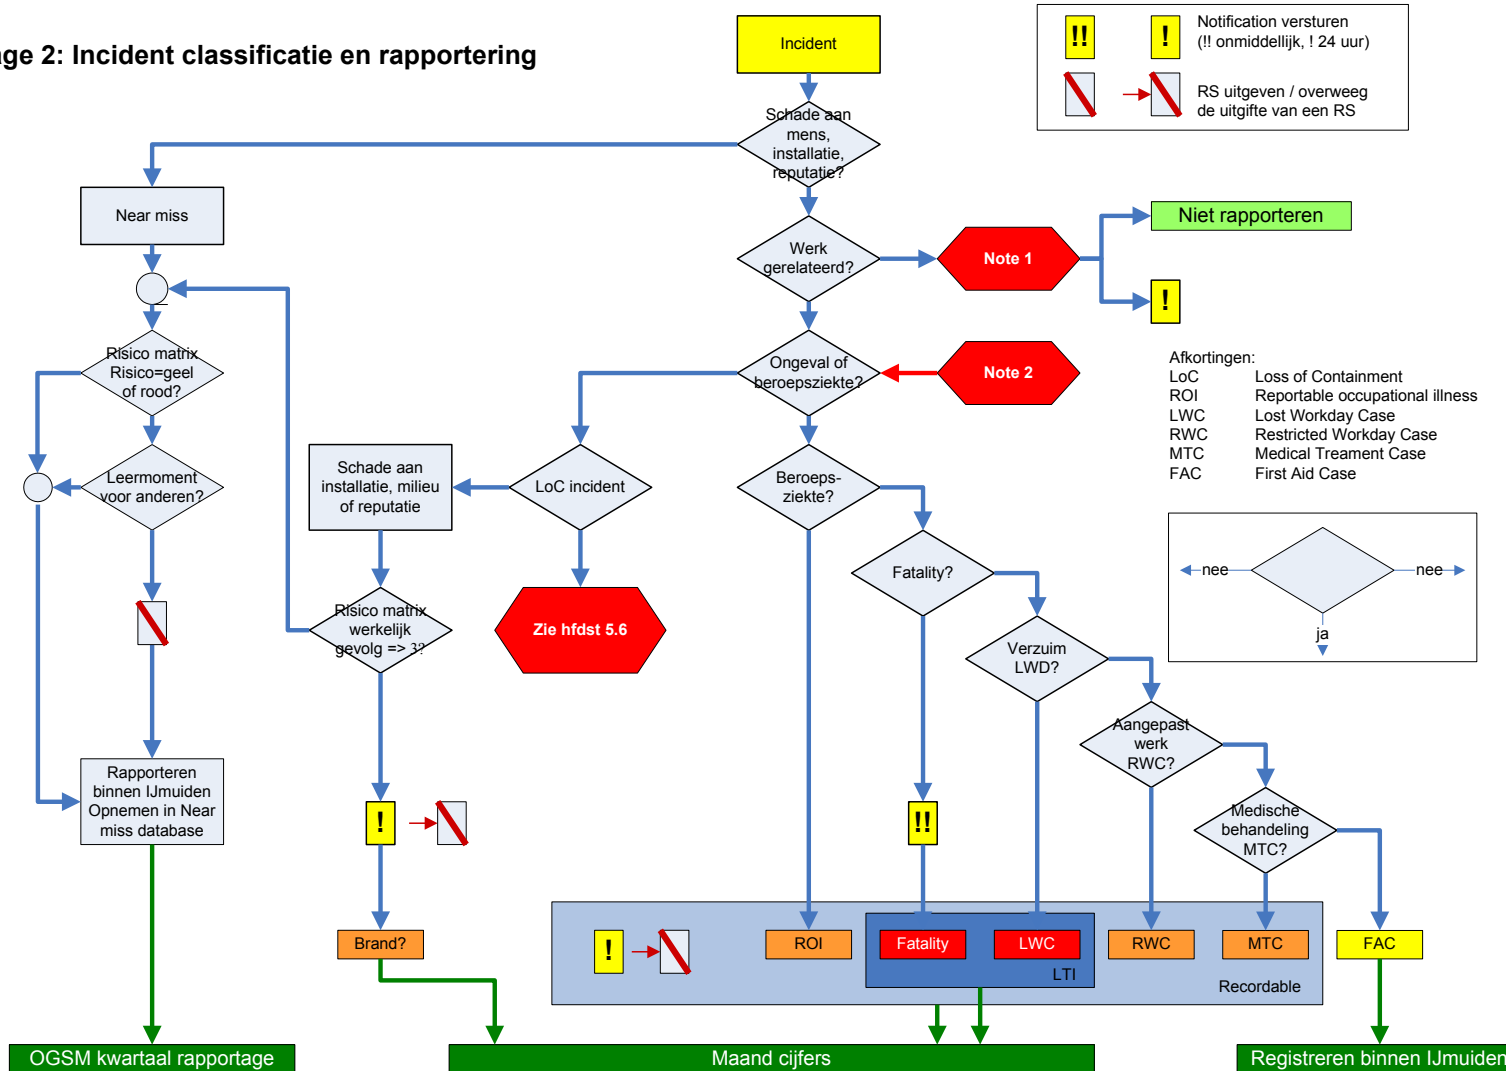 ge 2: Incident classificatie en rapportering
Incident
!!
!
Notification versturen
(!! onmiddellijk, ! 24 uur)
RS uitgeven / overweeg
de uitgifte van een RS
Schade aan
mens,
installatie,
reputatie?
Near miss
Niet rapporteren
Werk
gerelateerd?
Note 1
!
Risico matrix
Risico=geel
of rood?
Ongeval of
beroepsziekte?
Note 2
Afkortingen:
LoC Loss of Containment
ROI Reportable occupational illness
LWC Lost Workday Case
RWC Restricted Workday Case
MTC Medical Treament Case
FAC First Aid Case
Leermoment
voor anderen?
Schade aan
installatie, milieu
of reputatie
LoC incident
Beroeps-
ziekte?
Fatality?
nee
nee
ja
Risico matrix
werkelijk
gevolg => 3?
Zie hfdst 5.6
Verzuim
LWD?
Aangepast
werk
RWC?
Rapporteren
binnen IJmuiden
Opnemen in Near
miss database
!
!!
Medische
behandeling
MTC?
Brand?
!
ROI
Fatality
LWC
RWC
MTC
FAC
LTI
Recordable
OGSM kwartaal rapportage
Maand cijfers
Registreren binnen IJmuiden